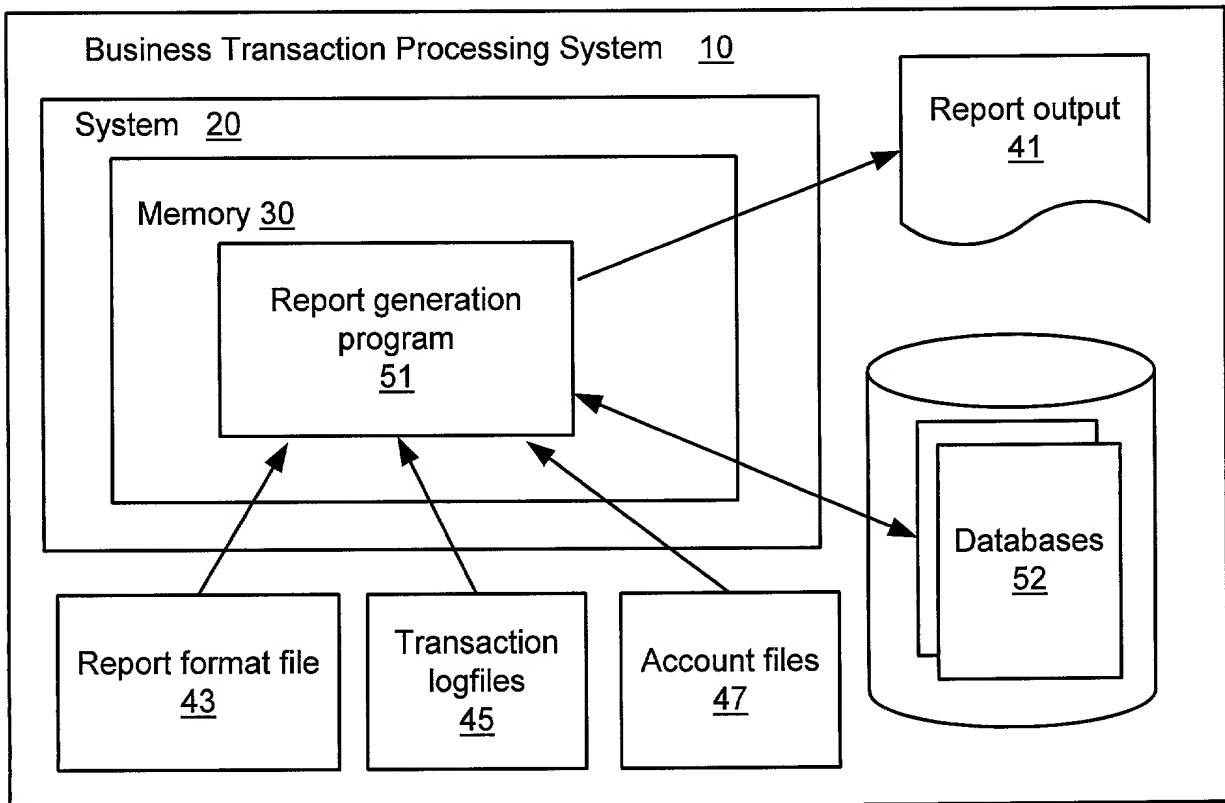 Business Transaction Processing System 10
System 20
Memory 30
Report generation
program
51
Report output
41
Databases
52
Report format file
43
Transaction
logfiles
45
Account files
47